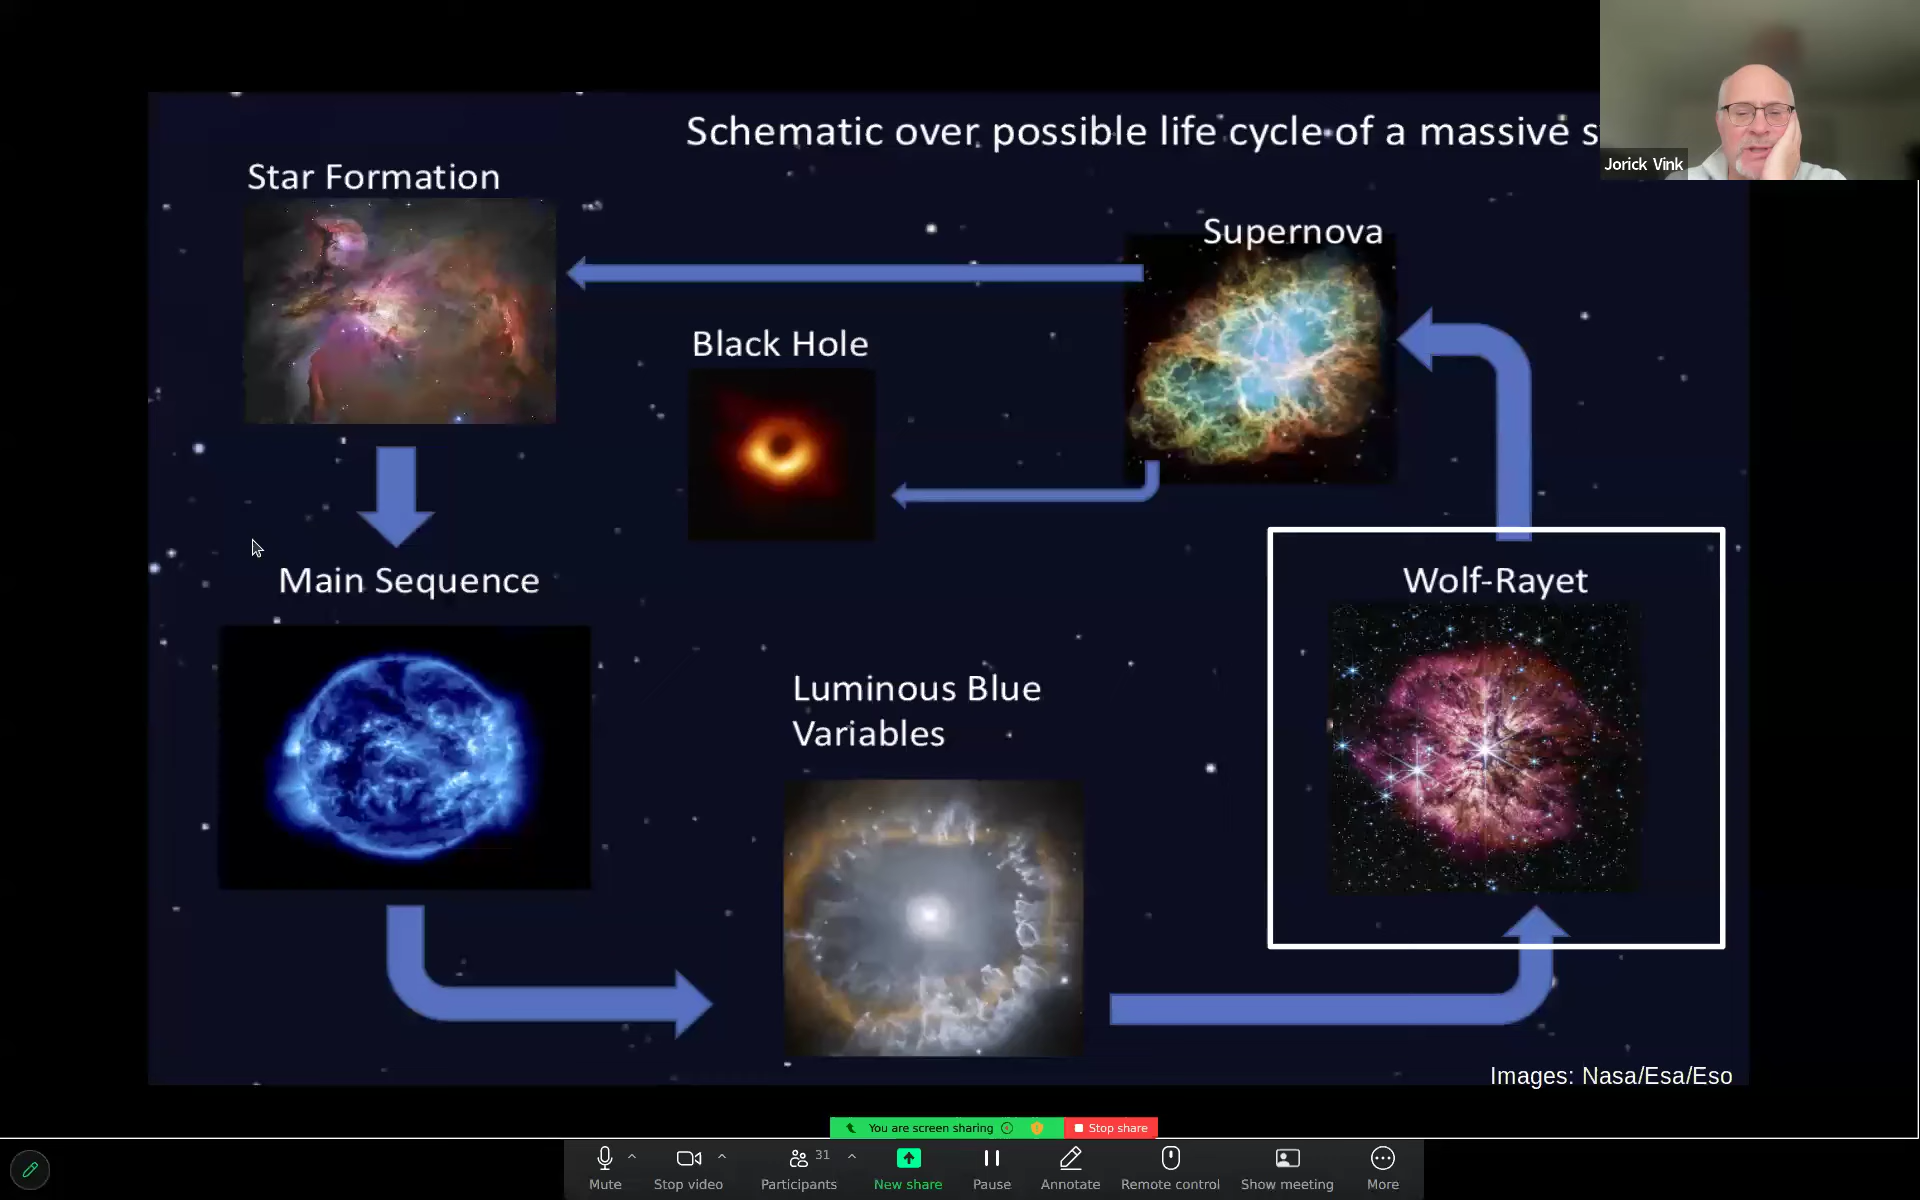 Schematic over possible life cycle of a massive s
Jorick Vink
Star Formation
Supernova
Black Hole
Main Sequence
Wolf-Rayet
Luminous Blue
Variables
Images: Nasa/Esa/Eso
You are screen sharing
Stop share
Mute
Stop video
31
Participants
New share
Pause
Annotate
Remote control
Show meeting
More